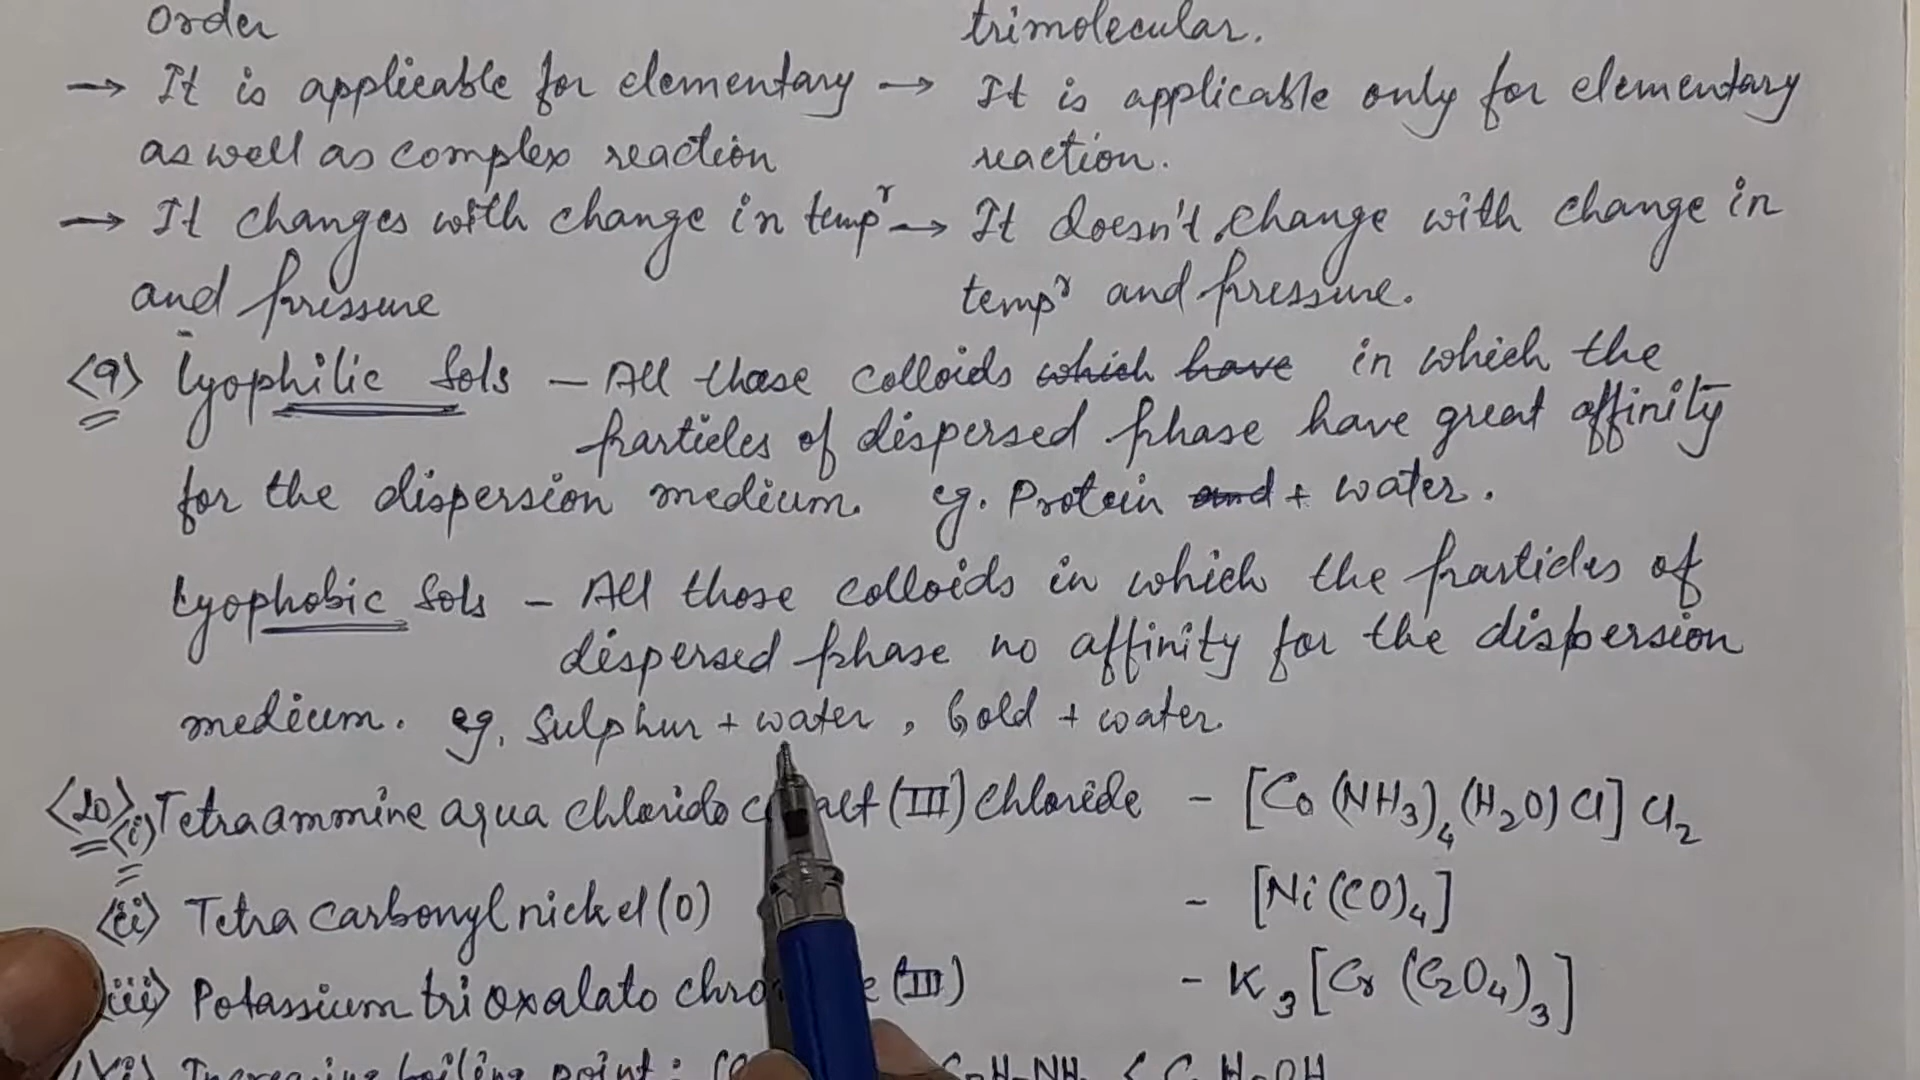 order trimolecular.
→ It is applicable for elementary → It is applicable only for elementary
as well as complex reaction reaction.
→ It changes with change in tempʳ → It doesn't change with change in
and pressure tempʳ and pressure.
<9> Lyophilic Sols — All those colloids which have in which the
particles of dispersed phase have great affinity
for the dispersion medium. eg. Protein and + water.
Lyophobic Sols – All those colloids in which the particles of
dispersed phase no affinity for the dispersion
medium. eg. Sulphur + water, Gold + water.
<10> <i> Tetraammine aqua chlorido (III) chloride - [Co(NH₃)₄(H₂O)Cl]Cl₂
<ii> Tetra carbonyl nickel (0) - [Ni(CO)₄]
<iii> Potassium tri oxalato (III) - K₃[Cr(C₂O₄)₃]
Increasing boiling point :